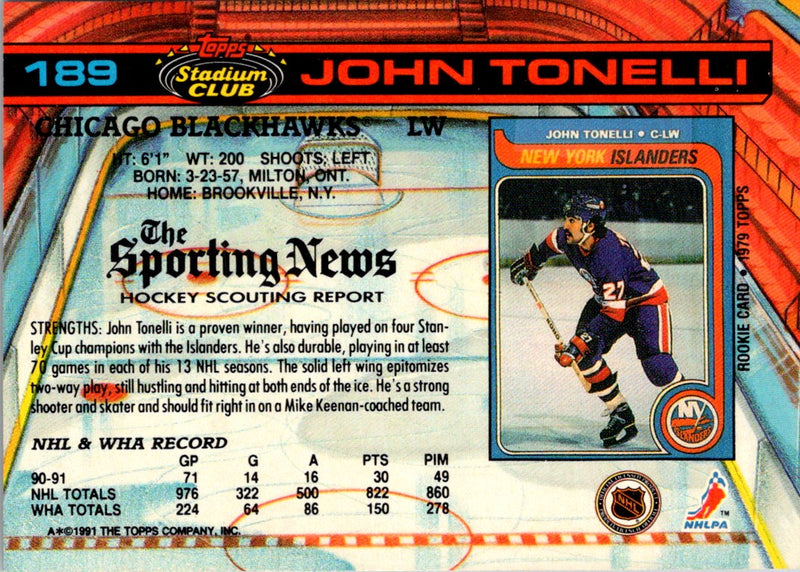 189
Topps
Stadium
CLUB
JOHN TONELLI
CHICAGO BLACKHAWKS® LW
HT: 6'1" WT: 200 SHOOTS: LEFT
BORN: 3-23-57, MILTON, ONT.
HOME: BROOKVILLE, N.Y.
The
Sporting News
HOCKEY SCOUTING REPORT
STRENGTHS: John Tonelli is a proven winner, having played on four Stan-
ley Cup champions with the Islanders. He's also durable, playing in at least
70 games in each of his 13 NHL seasons. The solid left wing epitomizes
two-way play, still hustling and hitting at both ends of the ice. He's a strong
shooter and skater and should fit right in on a Mike Keenan-coached team.
NHL & WHA RECORD
GP G A PTS PIM
90-91 71 14 16 30 49
NHL TOTALS 976 322 500 822 860
WHA TOTALS 224 64 86 150 278
A*©1991 THE TOPPS COMPANY, INC.
JOHN TONELLI • C-LW
NEW YORK ISLANDERS
27
27
NY
ISLANDERS
ROOKIE CARD • 1979 TOPPS
NHL
NHLPA
™